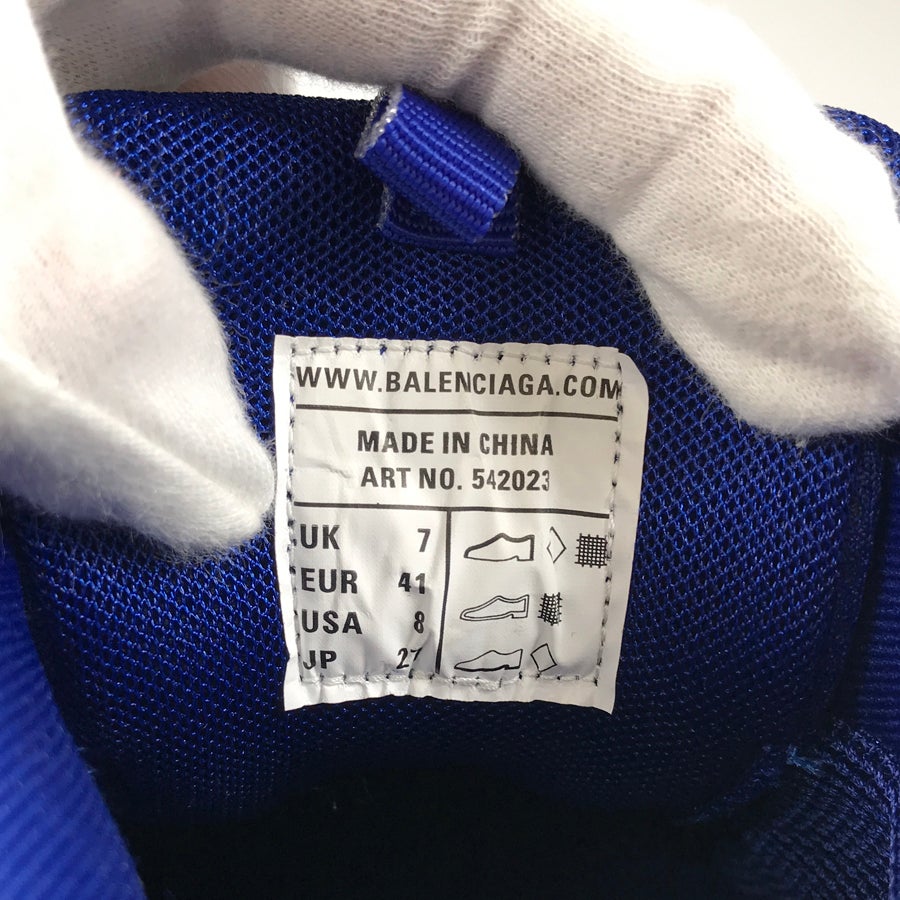 WWW.BALENCIAGA.COM
MADE IN CHINA
ART NO. 542023
UK 7
EUR 41
USA 8
JP 27